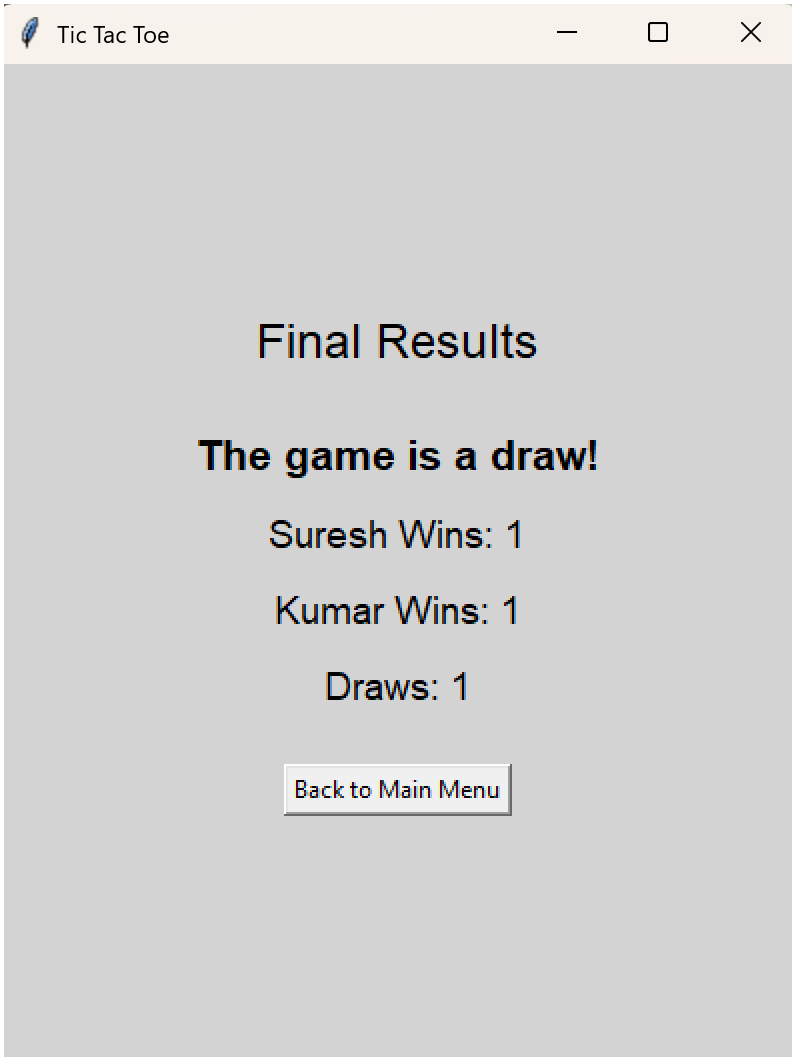 Tic Tac Toe
Final Results
The game is a draw!
Suresh Wins: 1
Kumar Wins: 1
Draws: 1
Back to Main Menu